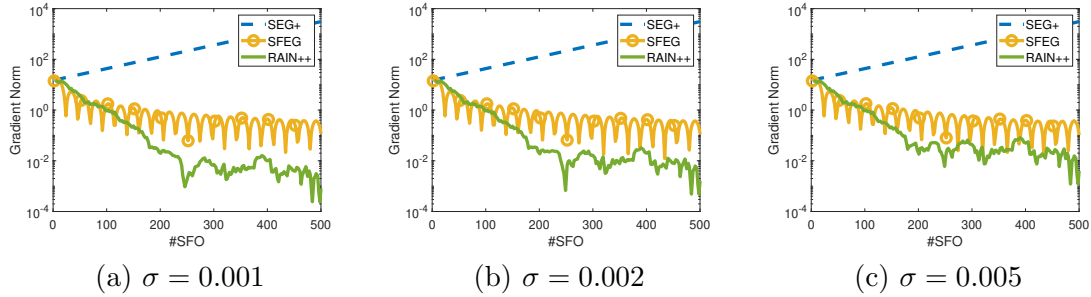 SEG+
SFEG
RAIN++
Gradient Norm
10^4
10^2
10^0
10^-2
10^-4
0 100 200 300 400 500
#SFO
(a) σ = 0.001
SEG+
SFEG
RAIN++
Gradient Norm
10^4
10^2
10^0
10^-2
10^-4
0 100 200 300 400 500
#SFO
(b) σ = 0.002
SEG+
SFEG
RAIN++
Gradient Norm
10^4
10^2
10^0
10^-2
10^-4
0 100 200 300 400 500
#SFO
(c) σ = 0.005